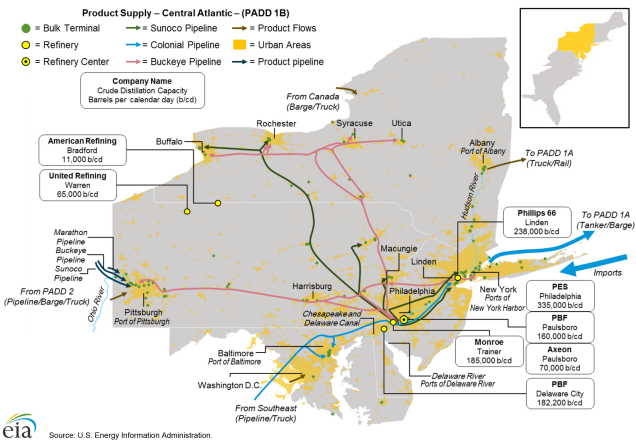 Product Supply – Central Atlantic – (PADD 1B)
= Bulk Terminal
= Sunoco Pipeline
= Product Flows
= Refinery
= Colonial Pipeline
= Urban Areas
= Refinery Center
= Buckeye Pipeline
= Product pipeline
Company Name
Crude Distillation Capacity
Barrels per calendar day (b/cd)
From Canada
(Barge/Truck)
Rochester
Syracuse
Utica
Buffalo
Albany
Port of Albany
To PADD 1A
(Truck/Rail)
American Refining
Bradford
11,000 b/cd
United Refining
Warren
65,000 b/cd
Hudson River
Phillips 66
Linden
238,000 b/cd
To PADD 1A
(Tanker/Barge)
Marathon
Pipeline
Buckeye
Pipeline
Sunoco
Pipeline
Macungie
Linden
Imports
From PADD 2
(Pipeline/Barge/Truck)
Ohio River
Pittsburgh
Port of Pittsburgh
Harrisburg
Philadelphia
New York
Ports of
New York Harbor
PES
Philadelphia
335,000 b/cd
Chesapeake and
Delaware Canal
PBF
Paulsboro
160,000 b/cd
Monroe
Trainer
185,000 b/cd
Axeon
Paulsboro
70,000 b/cd
Baltimore
Port of Baltimore
Washington D.C.
Delaware River
Ports of Delaware River
PBF
Delaware City
182,200 b/cd
From Southeast
(Pipeline/Truck)
eia
Source: U.S. Energy Information Administration.